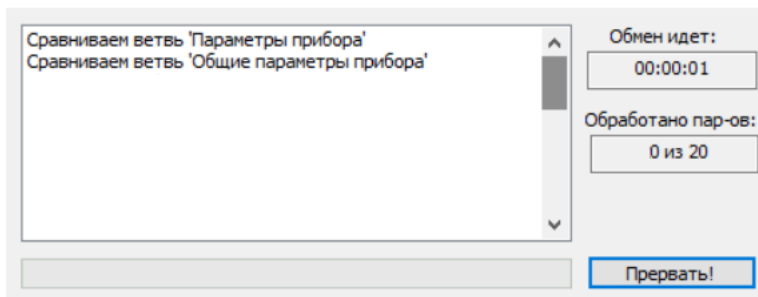 Сравниваем ветвь 'Параметры прибора'
Сравниваем ветвь 'Общие параметры прибора'
Обмен идет:
00:00:01
Обработано пар-ов:
0 из 20
Прервать!